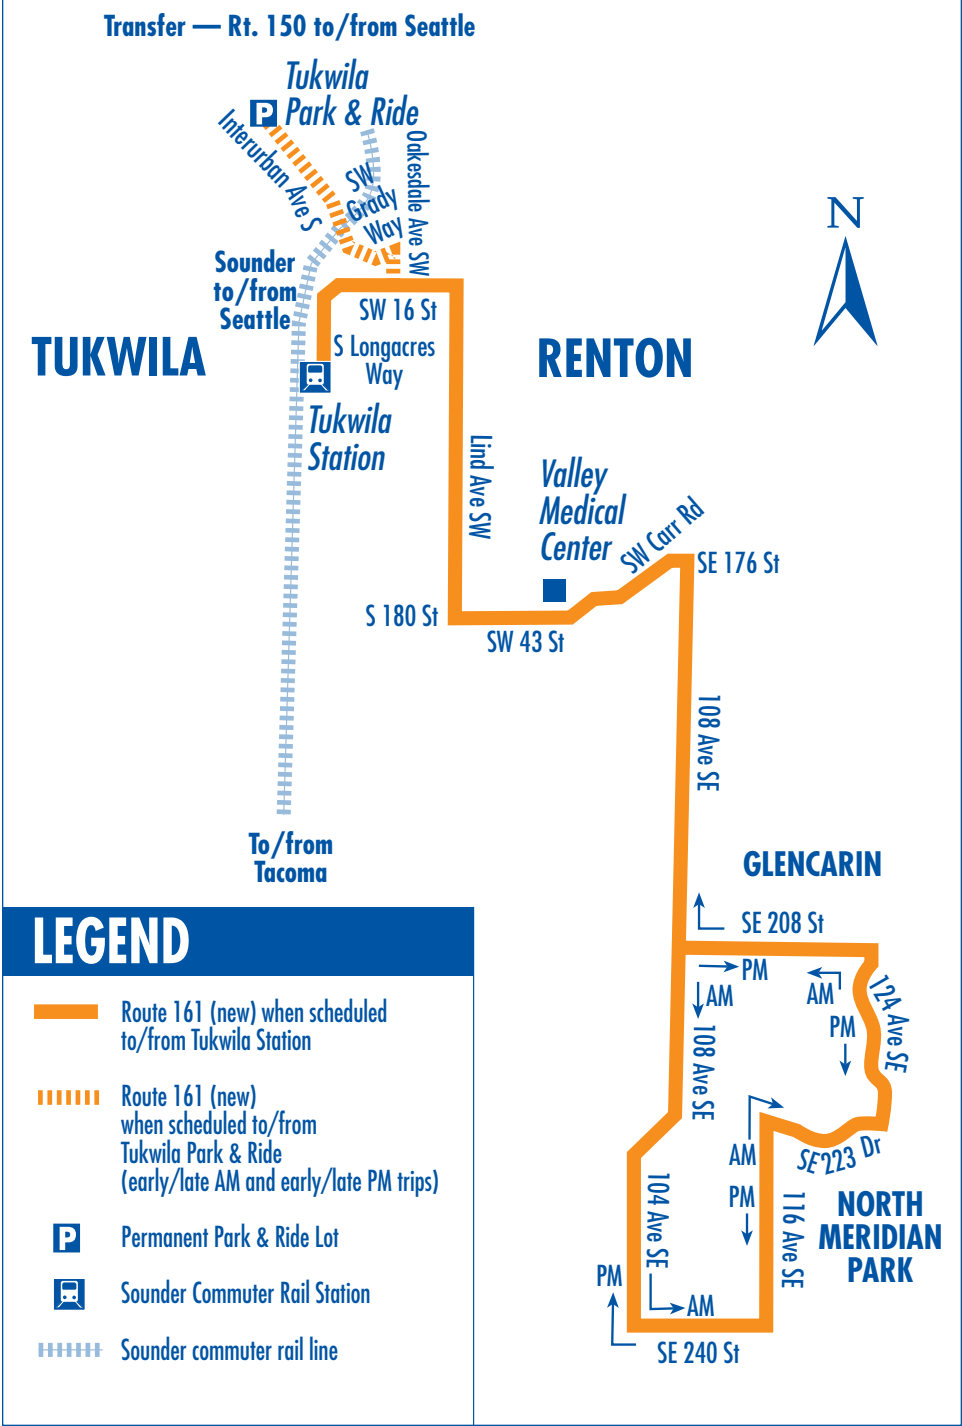 Transfer — Rt. 150 to/from Seattle
Tukwila
Park & Ride
P
Interurban Ave S
SW
Grady
Way
Oakesdale Ave SW
N
Sounder
to/from
Seattle
SW 16 St
TUKWILA
S Longacres
Way
RENTON
Tukwila
Station
Lind Ave SW
Valley
Medical
Center
SW Carr Rd
SE 176 St
S 180 St
SW 43 St
108 Ave SE
To/from
Tacoma
GLENCARIN
SE 208 St
PM
AM
AM
PM
124 Ave SE
108 Ave SE
AM
SE 223 Dr
PM
104 Ave SE
116 Ave SE
NORTH
MERIDIAN
PARK
PM
AM
SE 240 St
LEGEND
Route 161 (new) when scheduled
to/from Tukwila Station
Route 161 (new)
when scheduled to/from
Tukwila Park & Ride
(early/late AM and early/late PM trips)
P
Permanent Park & Ride Lot
Sounder Commuter Rail Station
Sounder commuter rail line